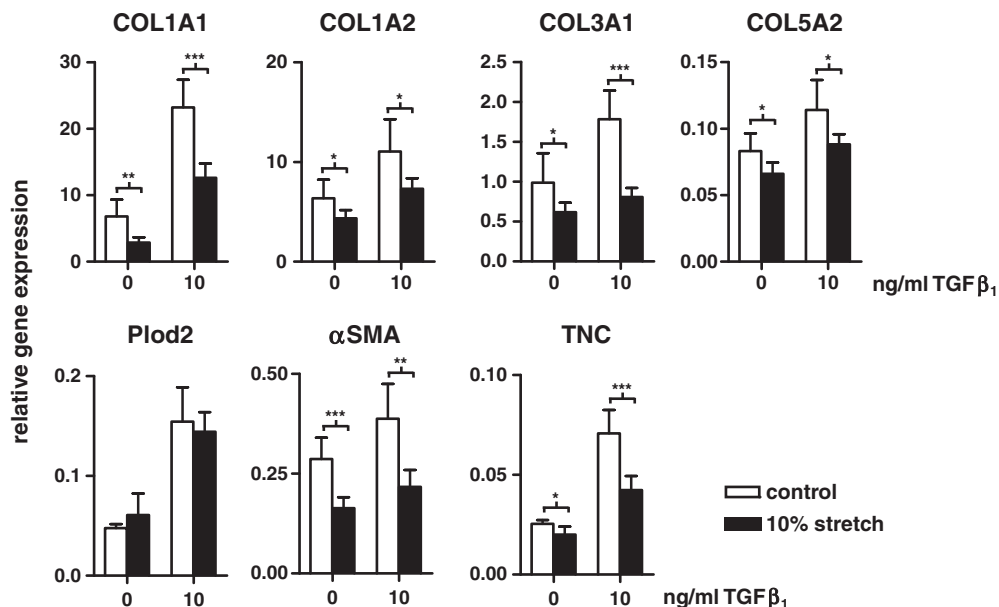 COL1A1 COL1A2 COL3A1 COL5A2
30 20 2.5 0.15
*** * *** *
2.0
20 0.10
1.5
* * *
10 1.0
10 0.05
** 0.5
0 0 0.0 0.00
0 10 0 10 0 10 0 10 ng/ml TGFβ₁
relative gene expression
Plod2 αSMA TNC
0.2 0.50 0.10
** ***
***
0.1 0.25 0.05
*
control
10% stretch
0.0 0.00 0.00
0 10 0 10 0 10 ng/ml TGFβ₁